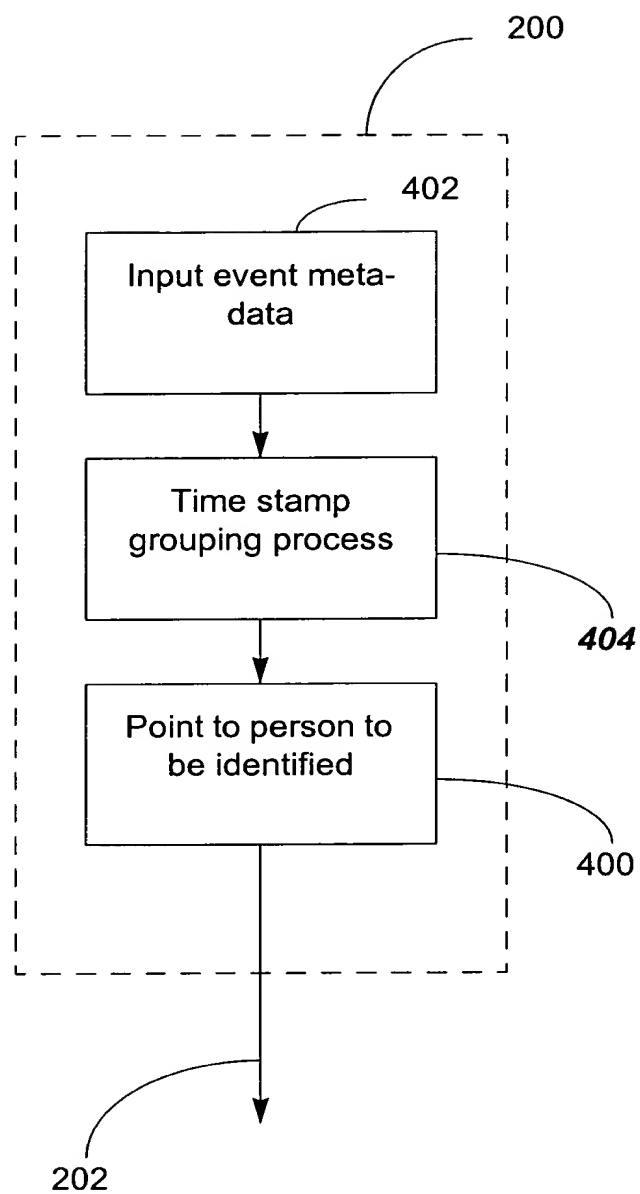 200
402
Input event meta-
data
Time stamp
grouping process
404
Point to person to
be identified
400
202